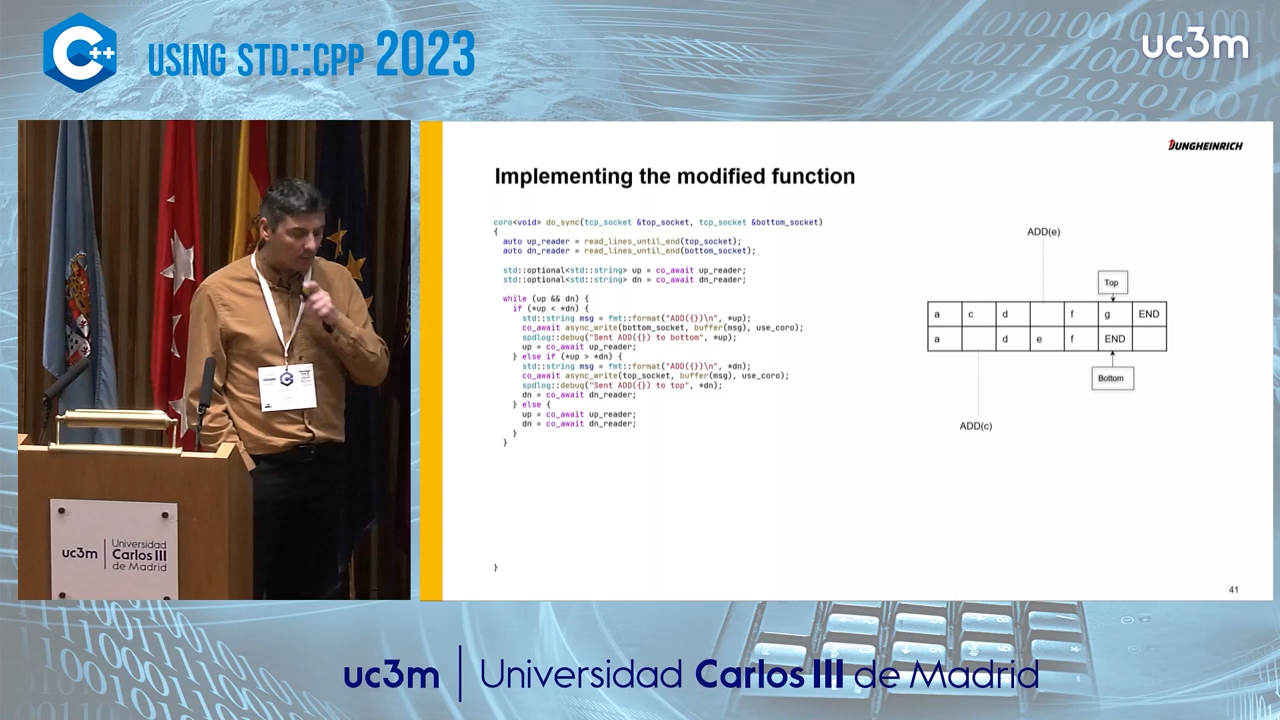 C++
USING STD::CPP 2023
uc3m
JUNGHEINRICH
Implementing the modified function
coro<void> do_sync(tcp_socket &top_socket, tcp_socket &bottom_socket)
{
auto up_reader = read_lines_until_end(top_socket);
auto dn_reader = read_lines_until_end(bottom_socket);
std::optional<std::string> up = co_await up_reader;
std::optional<std::string> dn = co_await dn_reader;
while (up && dn) {
if (*up < *dn) {
std::string msg = fmt::format("ADD({})\n", *up);
co_await async_write(bottom_socket, buffer(msg), use_coro);
spdlog::debug("Sent ADD({}) to bottom", *up);
up = co_await up_reader;
} else if (*up > *dn) {
std::string msg = fmt::format("ADD({})\n", *dn);
co_await async_write(top_socket, buffer(msg), use_coro);
spdlog::debug("Sent ADD({}) to top", *dn);
dn = co_await dn_reader;
} else {
up = co_await up_reader;
dn = co_await dn_reader;
}
}
}
ADD(e)
Top
a c d f g END
a d e f END
Bottom
ADD(c)
41
uc3m Universidad
Carlos III
de Madrid
uc3m Universidad Carlos III de Madrid